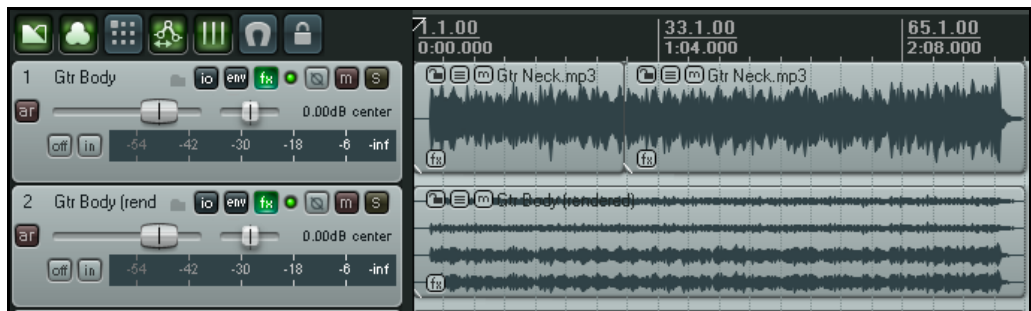 1.1.00 33.1.00 65.1.00
0:00.000 1:04.000 2:08.000
1 Gtr Body io env fx m S
ar 0.00dB center
off in -54 -42 -30 -18 -6 -inf
m Gtr Neck.mp3 m Gtr Neck.mp3
fx fx
2 Gtr Body (rend io env fx m S
ar 0.00dB center
off in -54 -42 -30 -18 -6 -inf
m Gtr Body (rendered)
fx